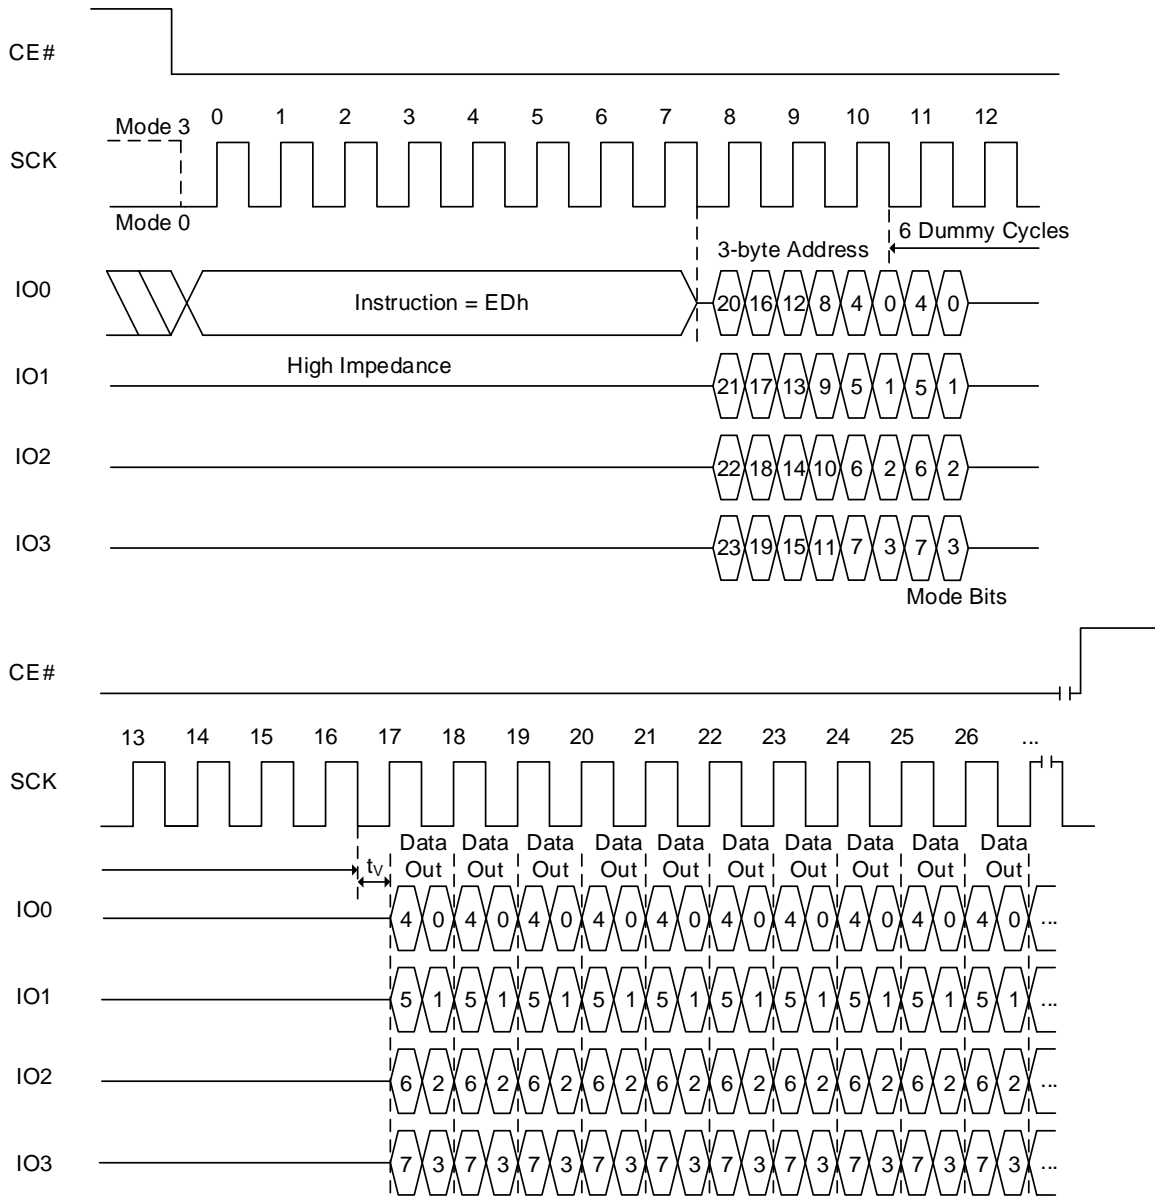 CE#
0 1 2 3 4 5 6 7 8 9 10 11 12
Mode 3
SCK
Mode 0
6 Dummy Cycles
3-byte Address
IO0
Instruction = EDh
20 16 12 8 4 0 4 0
High Impedance
IO1
21 17 13 9 5 1 5 1
IO2
22 18 14 10 6 2 6 2
IO3
23 19 15 11 7 3 7 3
Mode Bits
CE#
13 14 15 16 17 18 19 20 21 22 23 24 25 26 ...
SCK
Data Data Data Data Data Data Data Data Data Data
tV Out Out Out Out Out Out Out Out Out Out
IO0
4 0 4 0 4 0 4 0 4 0 4 0 4 0 4 0 4 0 4 0 ...
IO1
5 1 5 1 5 1 5 1 5 1 5 1 5 1 5 1 5 1 5 1 ...
IO2
6 2 6 2 6 2 6 2 6 2 6 2 6 2 6 2 6 2 6 2 ...
IO3
7 3 7 3 7 3 7 3 7 3 7 3 7 3 7 3 7 3 7 3 ...